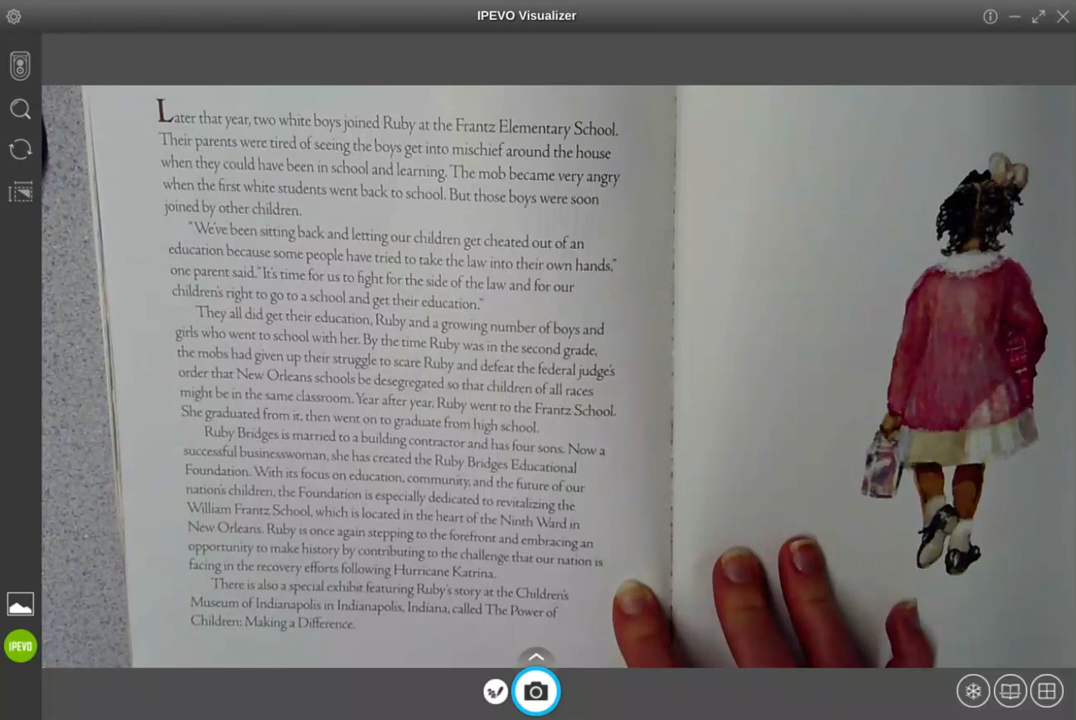 IPEVO Visualizer
Later that year, two white boys joined Ruby at the Frantz Elementary School.
Their parents were tired of seeing the boys get into mischief around the house
when they could have been in school and learning. The mob became very angry
when the first white students went back to school. But those boys were soon
joined by other children.
"We've been sitting back and letting our children get cheated out of an
education because some people have tried to take the law into their own hands,"
one parent said. "It's time for us to fight for the side of the law and for our
children's right to go to a school and get their education."
They all did get their education, Ruby and a growing number of boys and
girls who went to school with her. By the time Ruby was in the second grade,
the mobs had given up their struggle to scare Ruby and defeat the federal judge's
order that New Orleans schools be desegregated so that children of all races
might be in the same classroom. Year after year, Ruby went to the Frantz School.
She graduated from it, then went on to graduate from high school.
Ruby Bridges is married to a building contractor and has four sons. Now a
successful businesswoman, she has created the Ruby Bridges Educational
Foundation. With its focus on education, community, and the future of our
nation's children, the Foundation is especially dedicated to revitalizing the
William Frantz School, which is located in the heart of the Ninth Ward in
New Orleans. Ruby is once again stepping to the forefront and embracing an
opportunity to make history by contributing to the challenge that our nation is
facing in the recovery efforts following Hurricane Katrina.
There is also a special exhibit featuring Ruby's story at the Children's
Museum of Indianapolis in Indianapolis, Indiana, called The Power of
Children: Making a Difference.
IPEVO